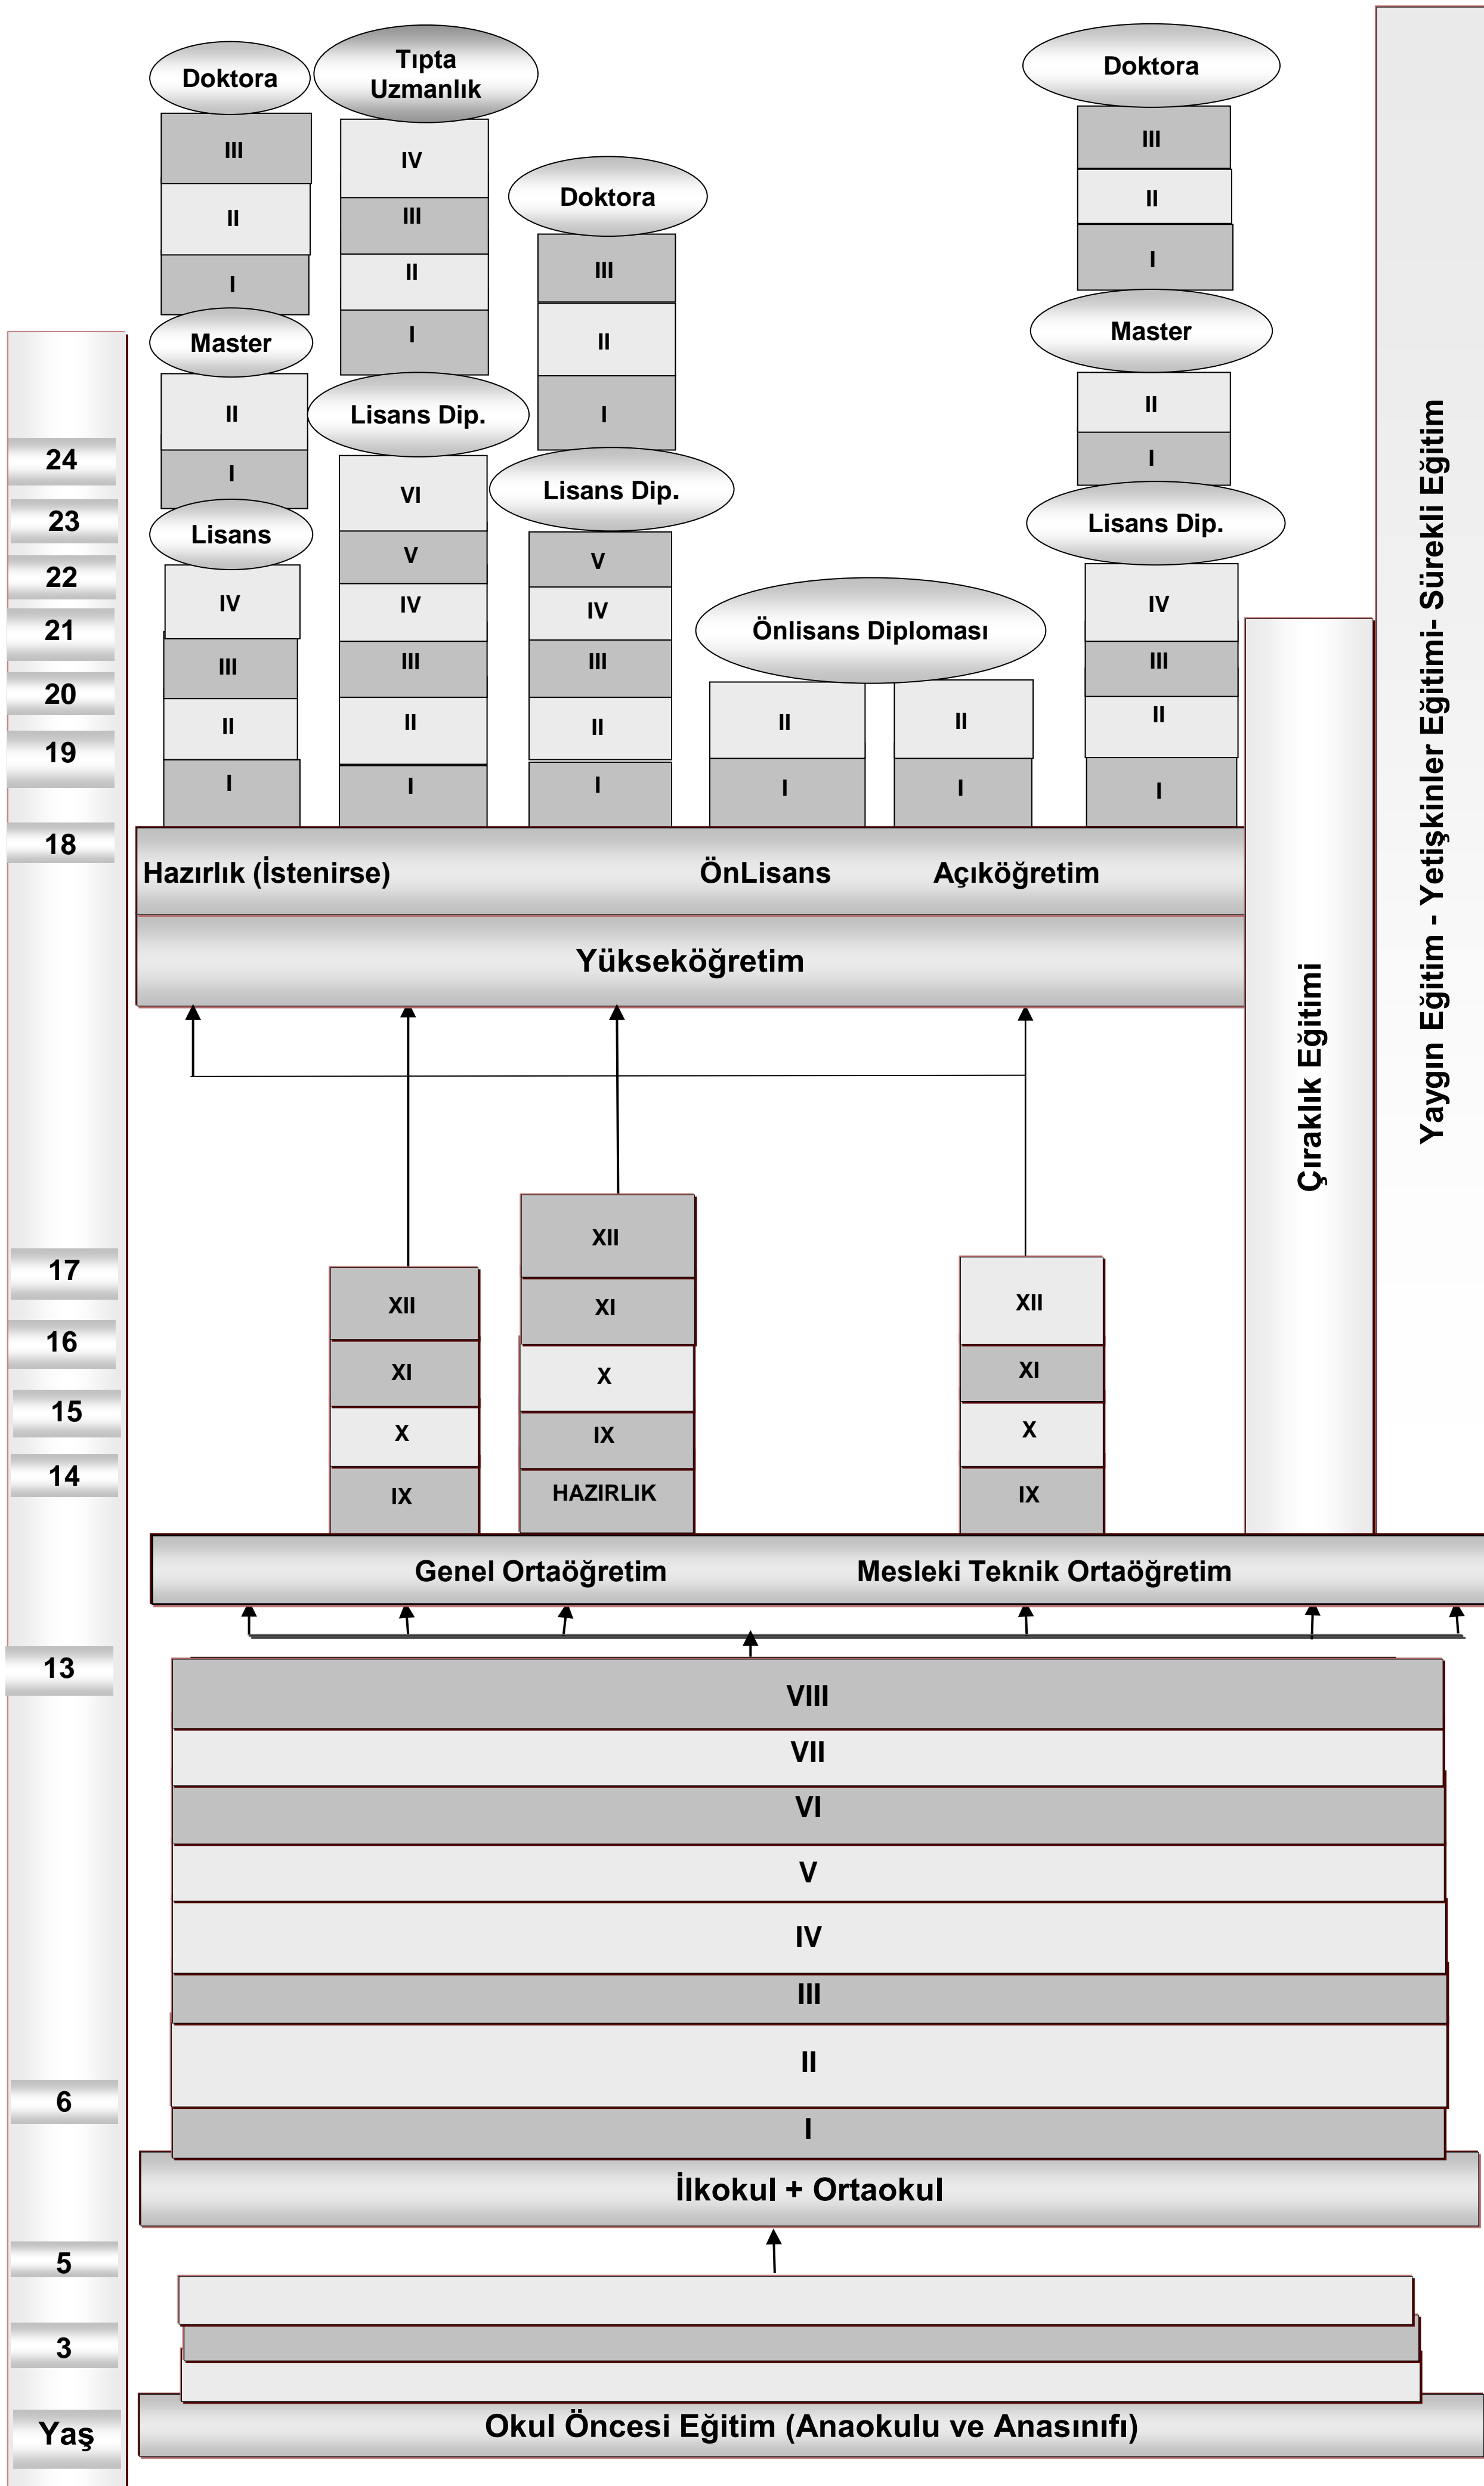 Doktora
Tıpta
Uzmanlık
Doktora
III
IV
III
Doktora
II
III
II
III
I
II
I
Master
I
II
Master
II
Lisans Dip.
I
II
24
I
VI
Lisans Dip.
I
23
Lisans
V
V
Lisans Dip.
22
IV
IV
IV
IV
21
III
III
III
Önlisans Diploması
III
20
II
II
II
II
II
II
19
I
I
I
I
I
I
18
Hazırlık (İstenirse)
ÖnLisans
Açıköğretim
Yükseköğretim
Çıraklık Eğitimi
Yaygın Eğitim - Yetişkinler Eğitimi- Sürekli Eğitim
17
XII
XII
XII
16
XI
XI
XI
15
X
X
X
14
IX
IX
IX
HAZIRLIK
Genel Ortaöğretim
Mesleki Teknik Ortaöğretim
13
VIII
VII
VI
V
IV
III
II
6
I
İlkokul + Ortaokul
5
3
Yaş
Okul Öncesi Eğitim (Anaokulu ve Anasınıfı)